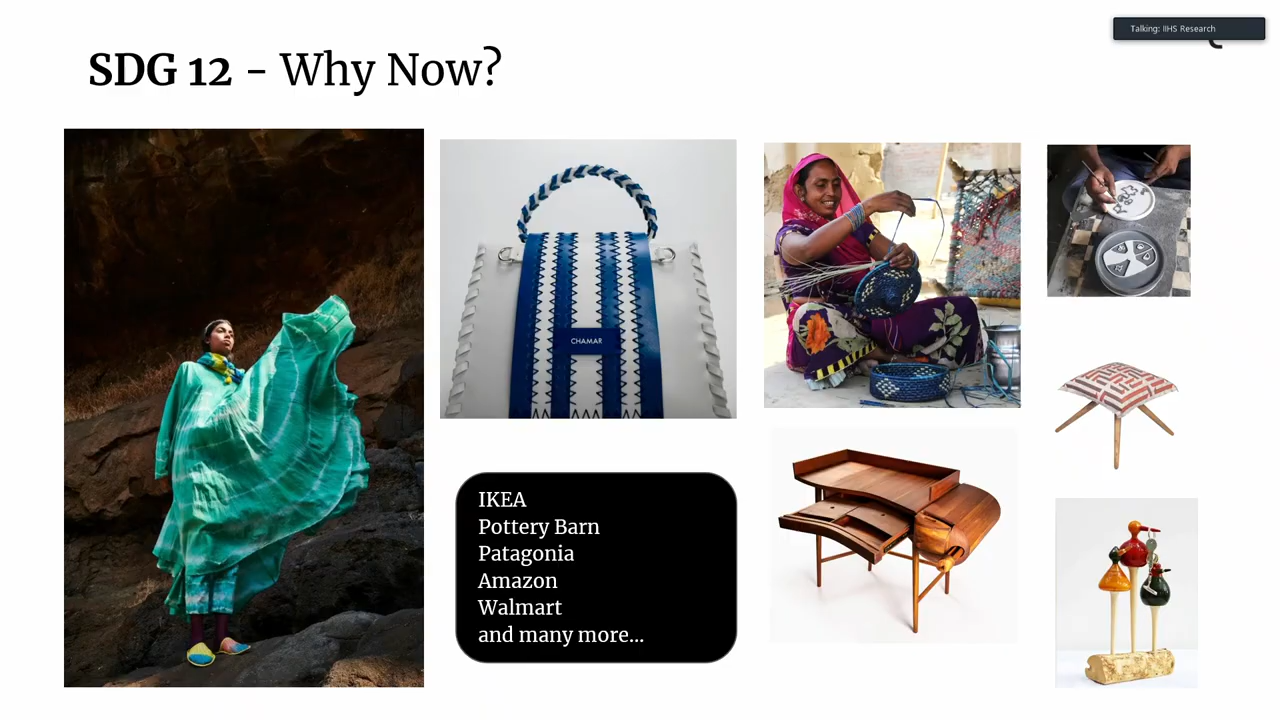 Talking: IIHS Research
SDG 12 - Why Now?
CHAMAR
IKEA
Pottery Barn
Patagonia
Amazon
Walmart
and many more...